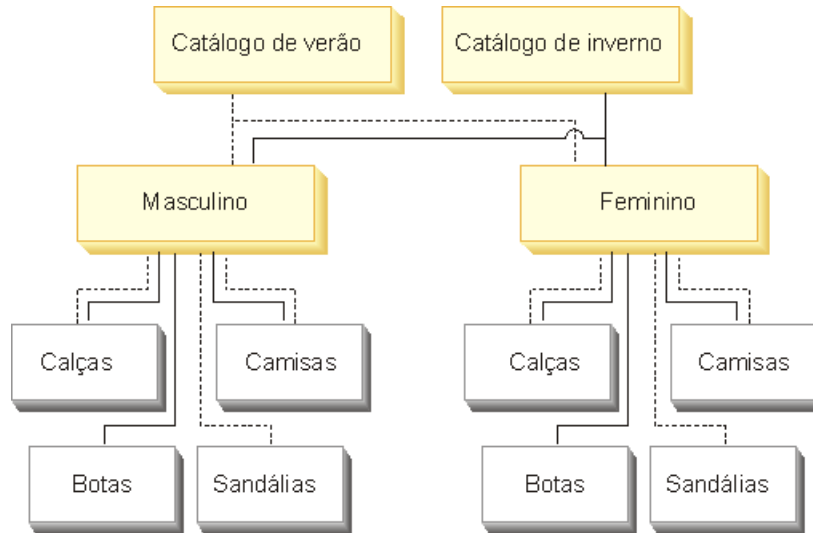 Catálogo de verão
Catálogo de inverno
Masculino
Feminino
Calças
Camisas
Calças
Camisas
Botas
Sandálias
Botas
Sandálias